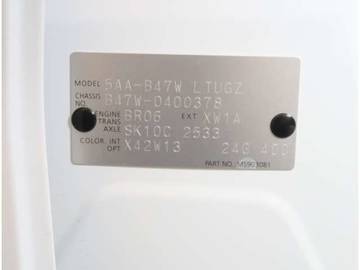 MODEL 5AA-B47W LTUGZ
CHASSIS NO. B47W-0400378
ENGINE BR06 EXT XW1A
TRANS AXLE SK10C 2533
COLOR, INT OPT X42W13 24G 4CC
PART NO. M5903081